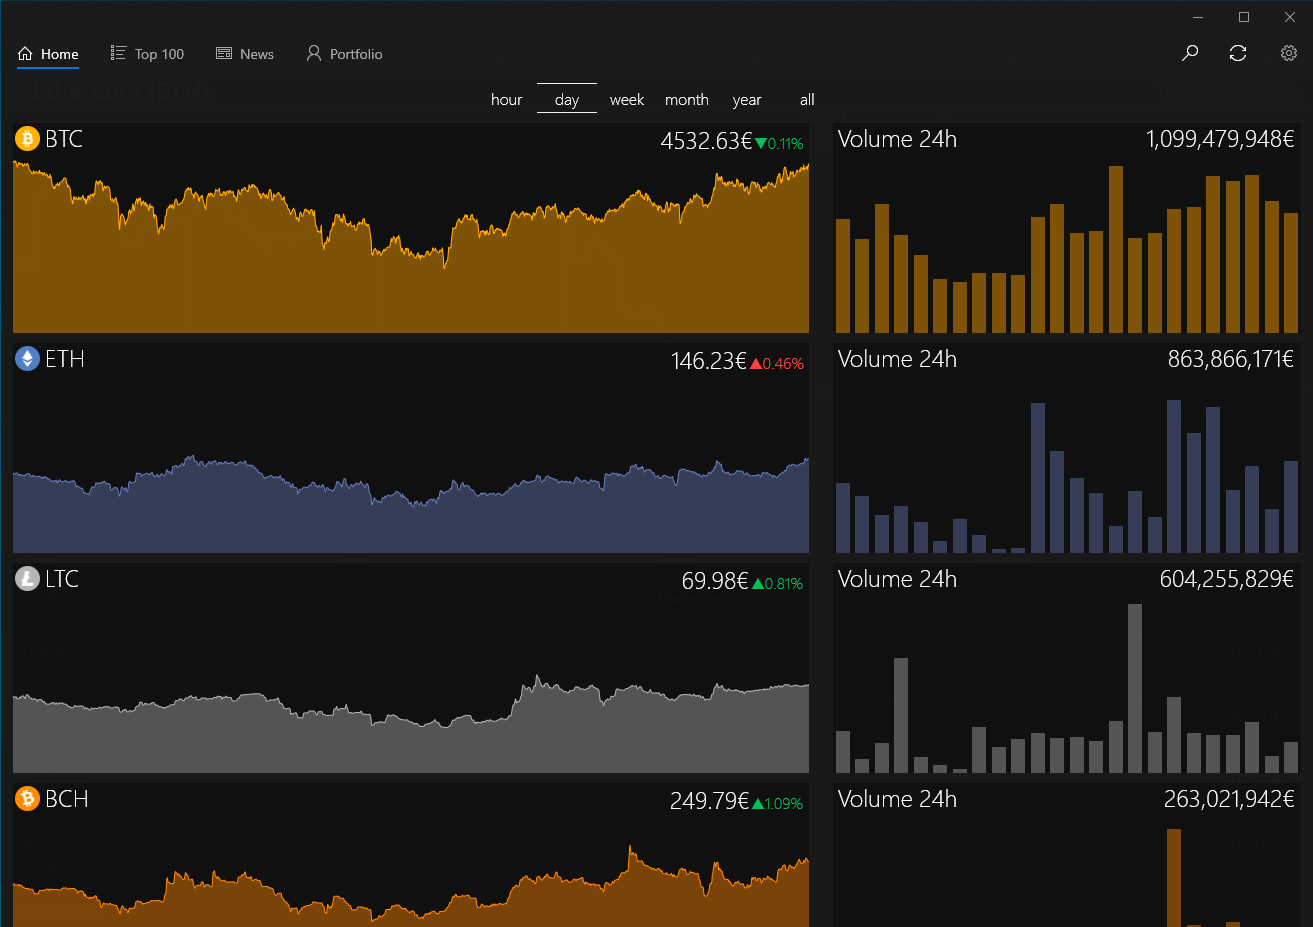 Home Top 100 News Portfolio
Ethereum (ETH)
hour day week month year all
BTC 4532.63€▼0.11% Volume 24h 1,099,479,948€
ETH 146.23€▲0.46% Volume 24h 863,866,171€
LTC 69.98€▲0.81% Volume 24h 604,255,829€
BCH 249.79€▲1.09% Volume 24h 263,021,942€